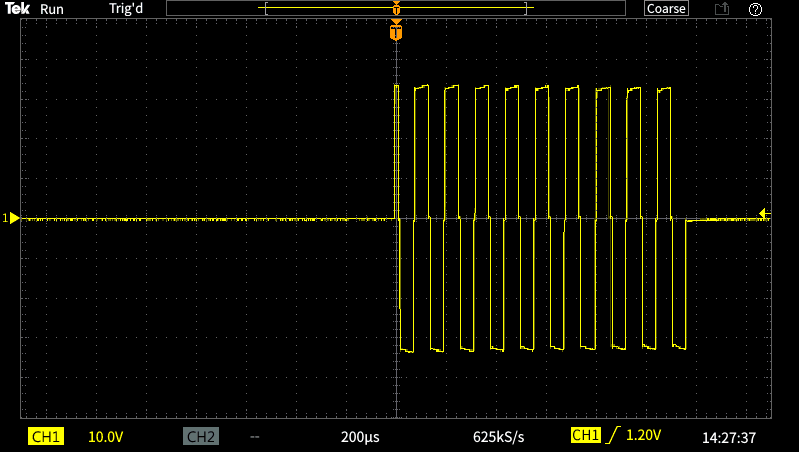 Tek Run Trig'd T Coarse ?
T
1
CH1 10.0V CH2 -- 200µs 625kS/s CH1 1.20V 14:27:37